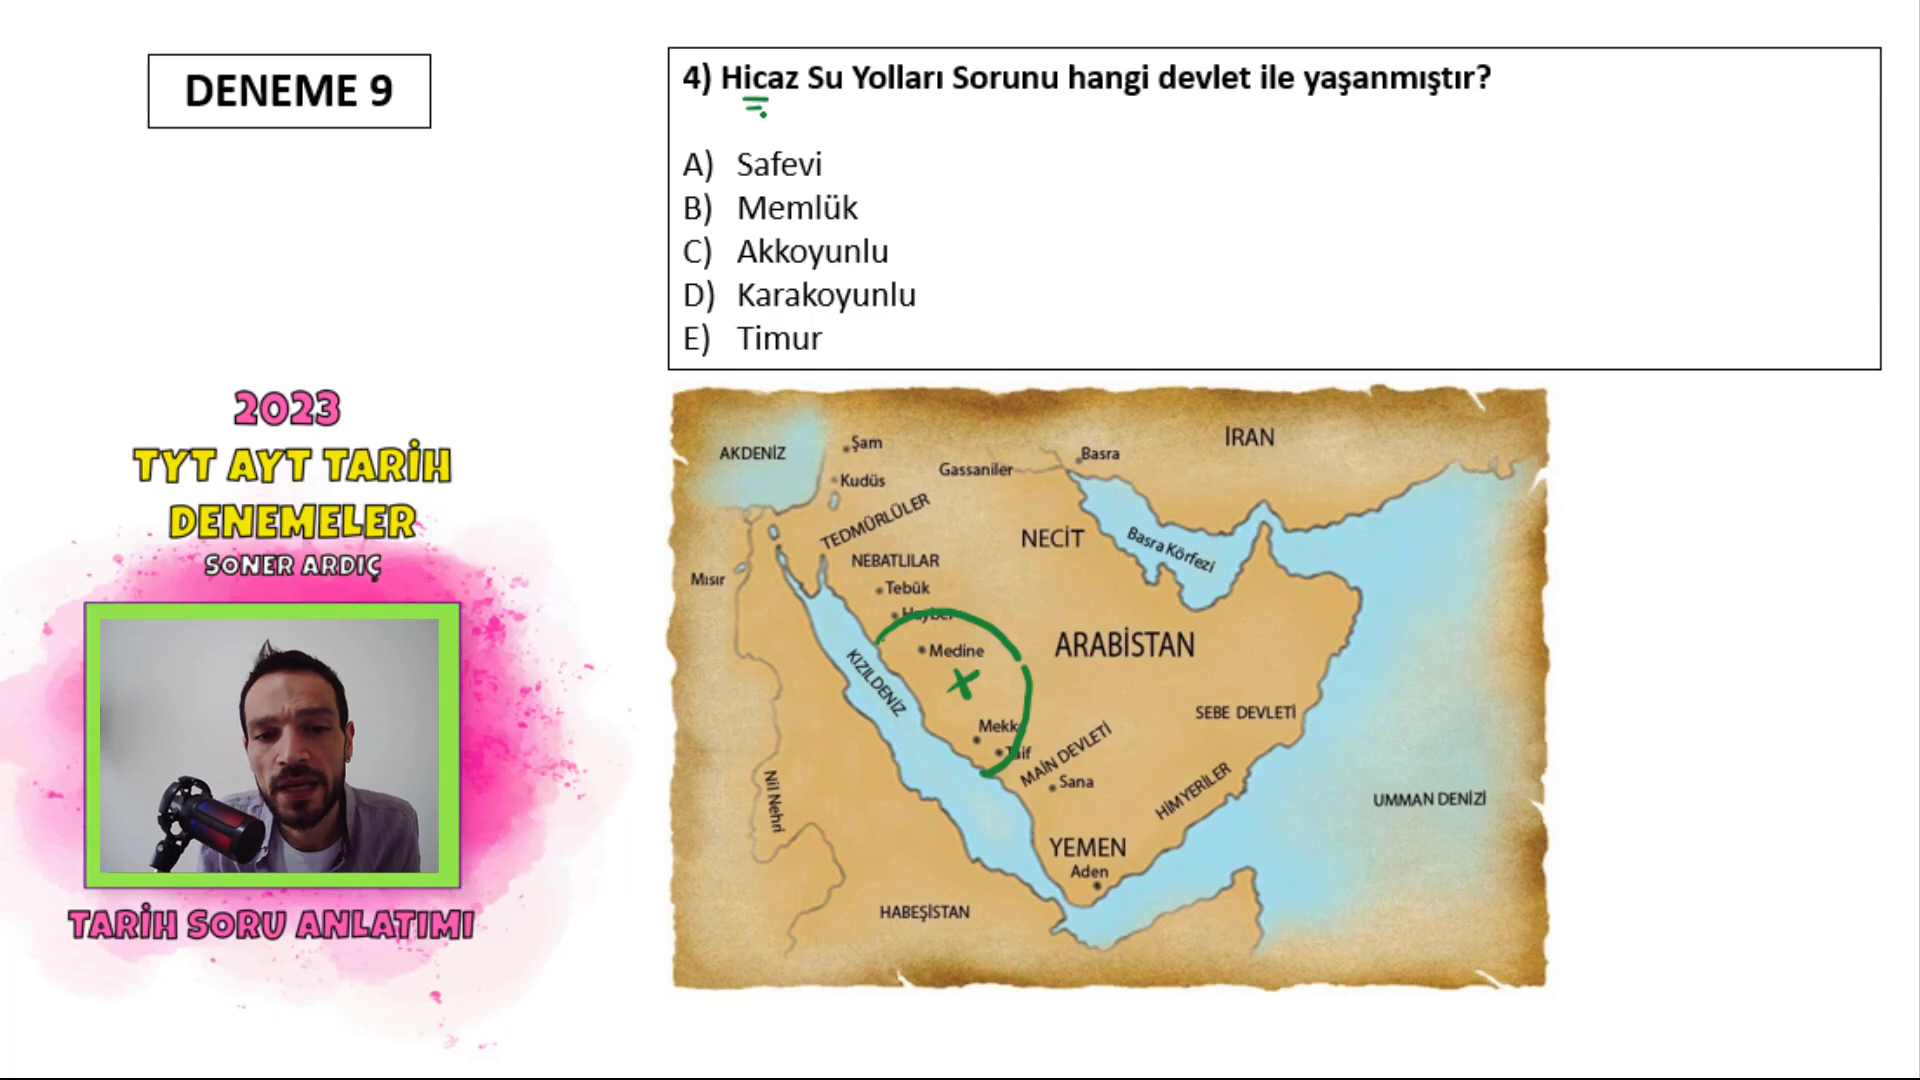 DENEME 9
4) Hicaz Su Yolları Sorunu hangi devlet ile yaşanmıştır?
A) Safevi
B) Memlük
C) Akkoyunlu
D) Karakoyunlu
E) Timur
2023
TYT AYT TARİH
DENEMELER
SONER ARDIÇ
TARİH SORU ANLATIMI
AKDENİZ
Şam
Kudüs
Gassaniler
Basra
İRAN
TEDMÜRLÜLER
NECİT
Basra Körfezi
NEBATLILAR
Mısır
Tebük
Hayber
Medine
ARABİSTAN
KIZILDENİZ
Mekke
Taif
SEBE DEVLETİ
MAİN DEVLETİ
Sana
HİMYERİLER
UMMAN DENİZİ
Nil Nehri
YEMEN
Aden
HABEŞİSTAN